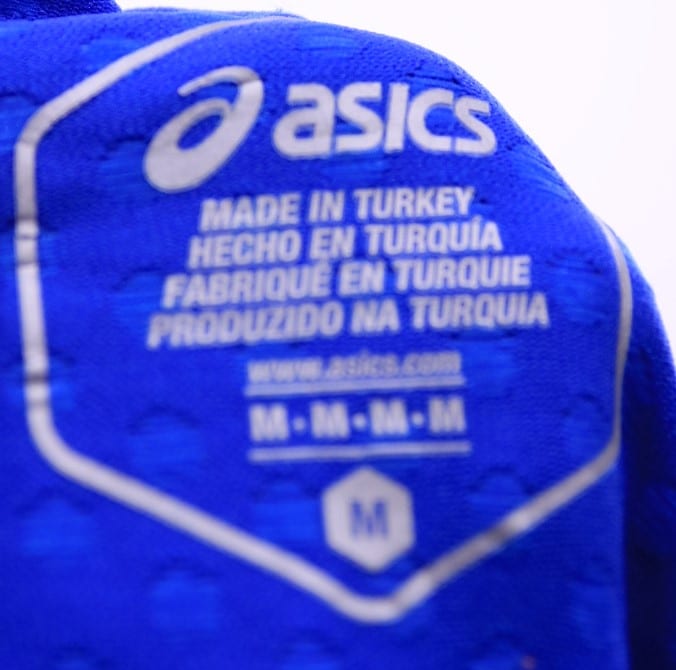 asics
MADE IN TURKEY
HECHO EN TURQUÍA
FABRIQUÉ EN TURQUIE
PRODUZIDO NA TURQUIA
www.asics.com
M·M·M·M
M